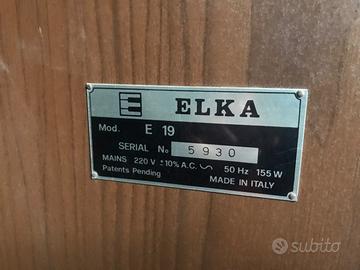 ELKA
Mod. E 19
SERIAL No 5930
MAINS 220 V ±10% A.C. ~ 50 Hz 155 W
Patents Pending MADE IN ITALY
subito